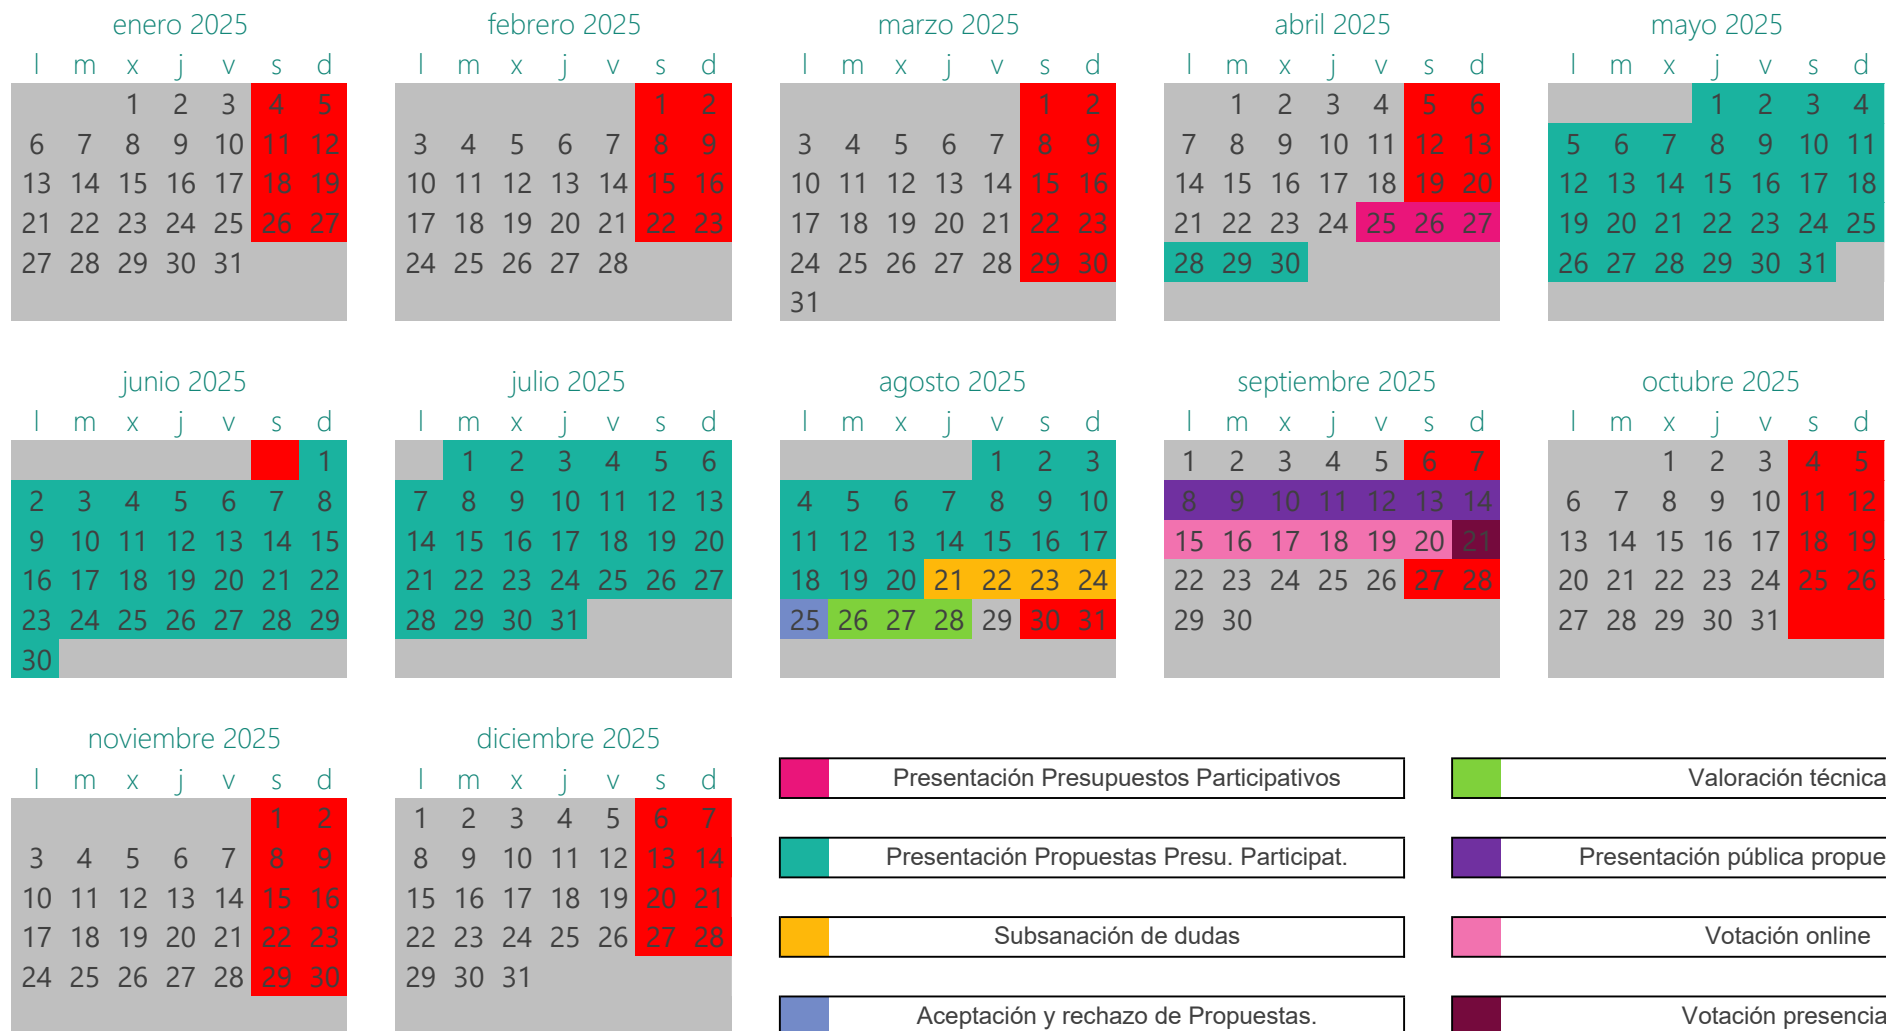 enero 2025
l m x j v s d
1 2 3 4 5
6 7 8 9 10 11 12
13 14 15 16 17 18 19
21 22 23 24 25 26 27
27 28 29 30 31
febrero 2025
l m x j v s d
1 2
3 4 5 6 7 8 9
10 11 12 13 14 15 16
17 18 19 20 21 22 23
24 25 26 27 28
marzo 2025
l m x j v s d
1 2
3 4 5 6 7 8 9
10 11 12 13 14 15 16
17 18 19 20 21 22 23
24 25 26 27 28 29 30
31
abril 2025
l m x j v s d
1 2 3 4 5 6
7 8 9 10 11 12 13
14 15 16 17 18 19 20
21 22 23 24 25 26 27
28 29 30
mayo 2025
l m x j v s d
1 2 3 4
5 6 7 8 9 10 11
12 13 14 15 16 17 18
19 20 21 22 23 24 25
26 27 28 29 30 31
junio 2025
l m x j v s d
1
2 3 4 5 6 7 8
9 10 11 12 13 14 15
16 17 18 19 20 21 22
23 24 25 26 27 28 29
30
julio 2025
l m x j v s d
1 2 3 4 5 6
7 8 9 10 11 12 13
14 15 16 17 18 19 20
21 22 23 24 25 26 27
28 29 30 31
agosto 2025
l m x j v s d
1 2 3
4 5 6 7 8 9 10
11 12 13 14 15 16 17
18 19 20 21 22 23 24
25 26 27 28 29 30 31
septiembre 2025
l m x j v s d
1 2 3 4 5 6 7
8 9 10 11 12 13 14
15 16 17 18 19 20 21
22 23 24 25 26 27 28
29 30
octubre 2025
l m x j v s d
1 2 3 4 5
6 7 8 9 10 11 12
13 14 15 16 17 18 19
20 21 22 23 24 25 26
27 28 29 30 31
noviembre 2025
l m x j v s d
1 2
3 4 5 6 7 8 9
10 11 12 13 14 15 16
17 18 19 20 21 22 23
24 25 26 27 28 29 30
diciembre 2025
l m x j v s d
1 2 3 4 5 6 7
8 9 10 11 12 13 14
15 16 17 18 19 20 21
22 23 24 25 26 27 28
29 30 31
Presentación Presupuestos Participativos
Presentación Propuestas Presu. Participat.
Subsanación de dudas
Aceptación y rechazo de Propuestas.
Valoración técnica
Presentación pública propue
Votación online
Votación presencia